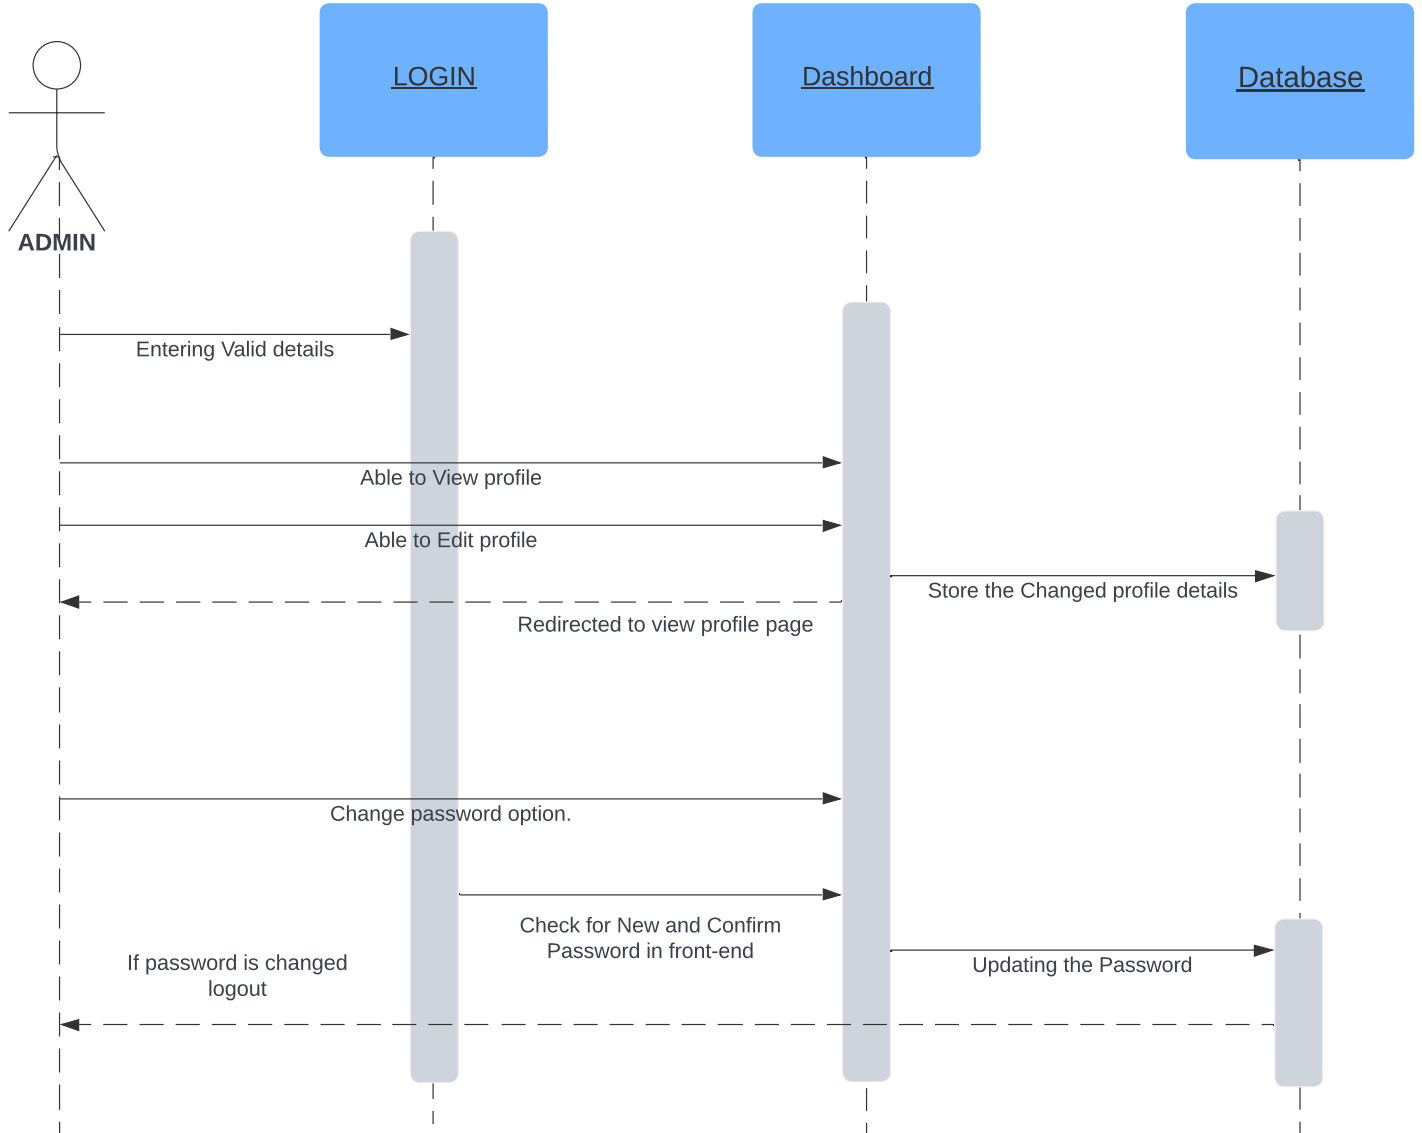 LOGIN
Dashboard
Database
ADMIN
Entering Valid details
Able to View profile
Able to Edit profile
Store the Changed profile details
Redirected to view profile page
Change password option.
Check for New and Confirm
Password in front-end
If password is changed
logout
Updating the Password